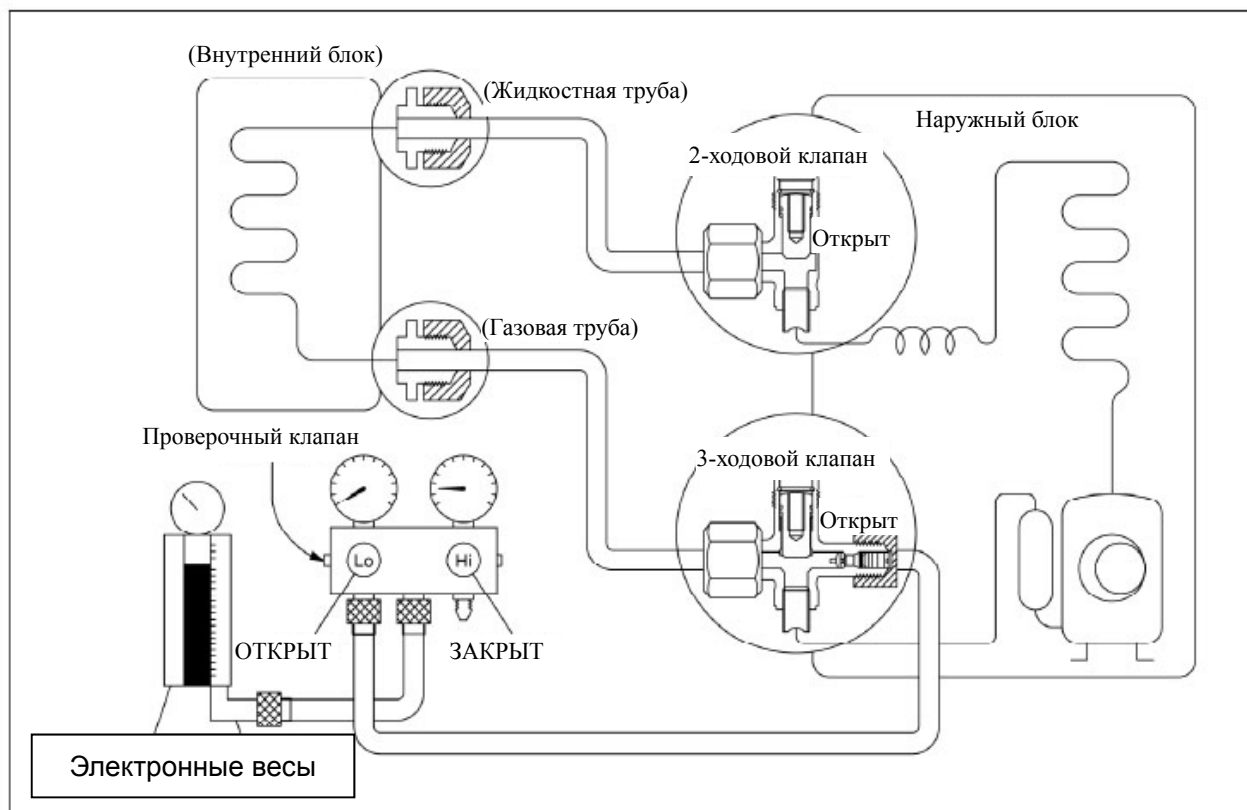 (Внутренний блок)
(Жидкостная труба)
Наружный блок
2-ходовой клапан
Открыт
(Газовая труба)
Проверочный клапан
3-ходовой клапан
Открыт
Lo
Hi
ОТКРЫТ
ЗАКРЫТ
Электронные весы